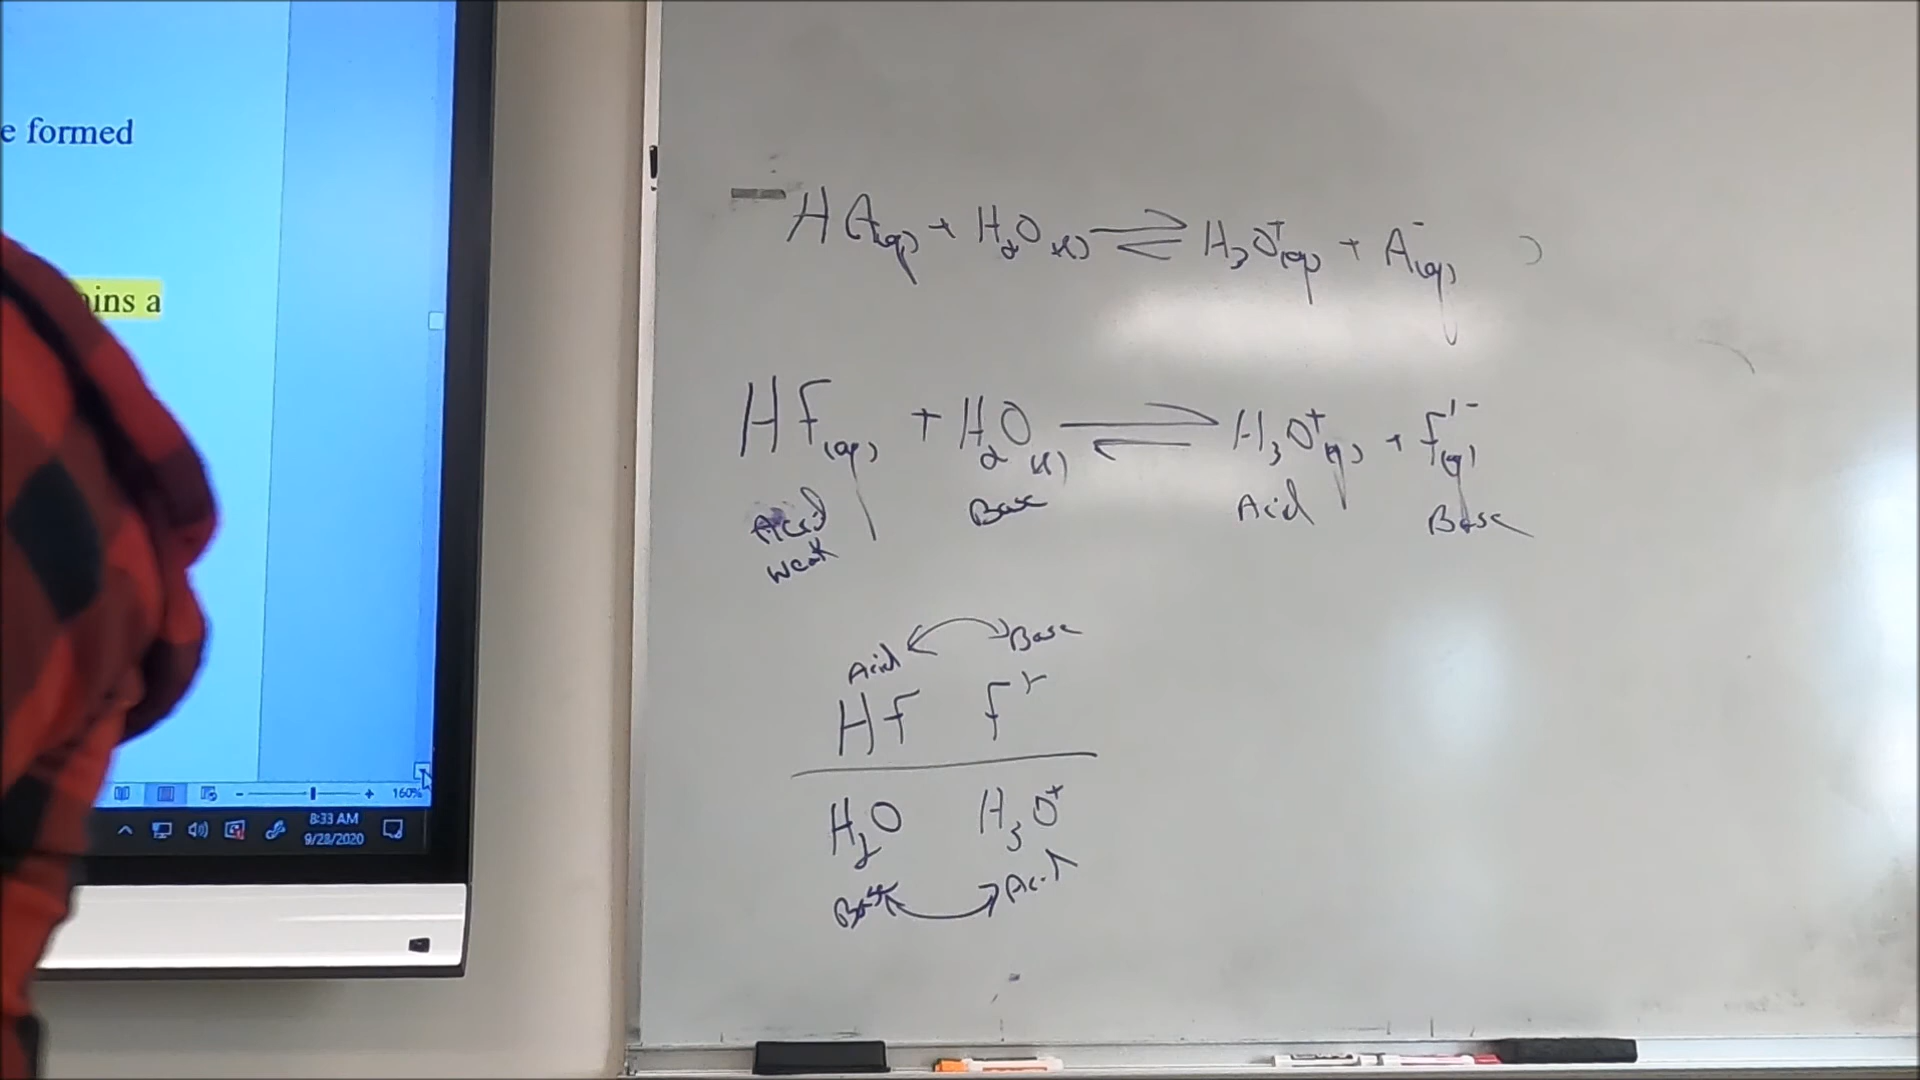 e formed
ins a
160%
8:33 AM
9/28/2020
HA(aq) + H2O(l) ⇌ H3O+(aq) + A-(aq)
HF(aq) + H2O(l) ⇌ H3O+(aq) + F1-(aq)
Acid Base Acid Base
Weak
Acid Base
HF F1-
H2O H3O+
Base Acid